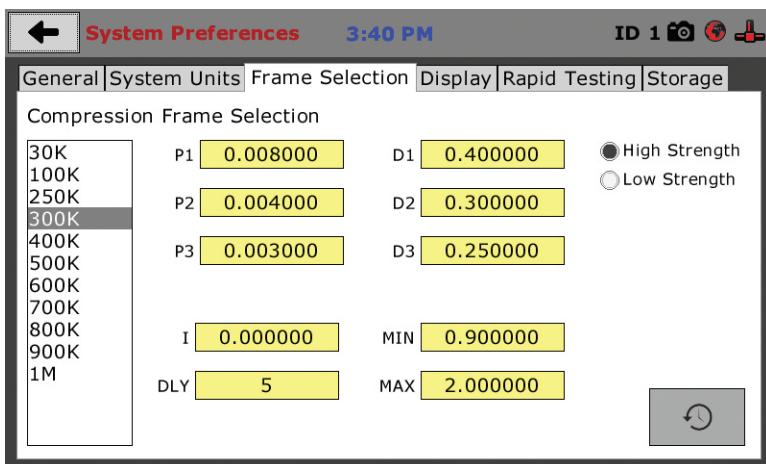 System Preferences 3:40 PM ID 1
General System Units Frame Selection Display Rapid Testing Storage
Compression Frame Selection
30K
100K
250K
300K
400K
500K
600K
700K
800K
900K
1M
P1 0.008000 D1 0.400000
P2 0.004000 D2 0.300000
P3 0.003000 D3 0.250000
I 0.000000 MIN 0.900000
DLY 5 MAX 2.000000
High Strength
Low Strength